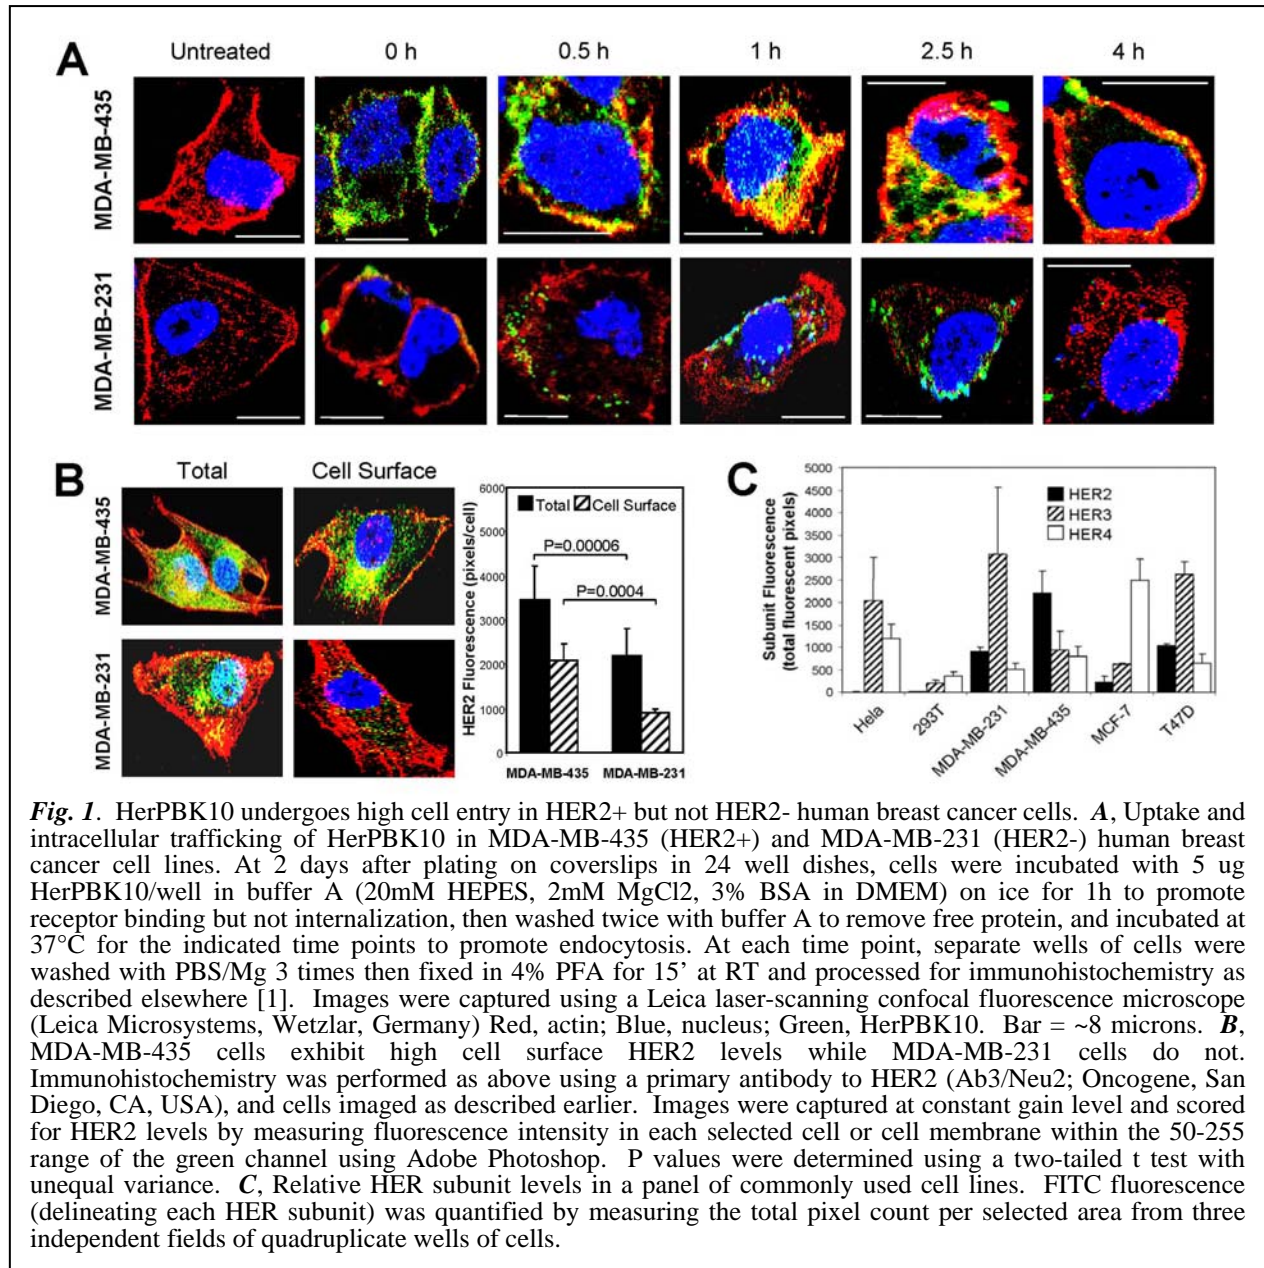 A
Untreated
0 h
0.5 h
1 h
2.5 h
4 h
MDA-MB-435
MDA-MB-231
B
Total
Cell Surface
MDA-MB-435
MDA-MB-231
HER2 Fluorescence (pixels/cell)
6000
5000
4000
3000
2000
1000
0
Total Cell Surface
P=0.00006
P=0.0004
MDA-MB-435 MDA-MB-231
C
Subunit Fluorescence
(total fluorescent pixels)
5000
4500
4000
3500
3000
2500
2000
1500
1000
500
0
HER2
HER3
HER4
Hela
293T
MDA-MB-231
MDA-MB-435
MCF-7
T47D
Fig. 1. HerPBK10 undergoes high cell entry in HER2+ but not HER2- human breast cancer cells. A, Uptake and
intracellular trafficking of HerPBK10 in MDA-MB-435 (HER2+) and MDA-MB-231 (HER2-) human breast
cancer cell lines. At 2 days after plating on coverslips in 24 well dishes, cells were incubated with 5 ug
HerPBK10/well in buffer A (20mM HEPES, 2mM MgCl2, 3% BSA in DMEM) on ice for 1h to promote
receptor binding but not internalization, then washed twice with buffer A to remove free protein, and incubated at
37°C for the indicated time points to promote endocytosis. At each time point, separate wells of cells were
washed with PBS/Mg 3 times then fixed in 4% PFA for 15’ at RT and processed for immunohistochemistry as
described elsewhere [1]. Images were captured using a Leica laser-scanning confocal fluorescence microscope
(Leica Microsystems, Wetzlar, Germany) Red, actin; Blue, nucleus; Green, HerPBK10. Bar = ~8 microns. B,
MDA-MB-435 cells exhibit high cell surface HER2 levels while MDA-MB-231 cells do not.
Immunohistochemistry was performed as above using a primary antibody to HER2 (Ab3/Neu2; Oncogene, San
Diego, CA, USA), and cells imaged as described earlier. Images were captured at constant gain level and scored
for HER2 levels by measuring fluorescence intensity in each selected cell or cell membrane within the 50-255
range of the green channel using Adobe Photoshop. P values were determined using a two-tailed t test with
unequal variance. C, Relative HER subunit levels in a panel of commonly used cell lines. FITC fluorescence
(delineating each HER subunit) was quantified by measuring the total pixel count per selected area from three
independent fields of quadruplicate wells of cells.